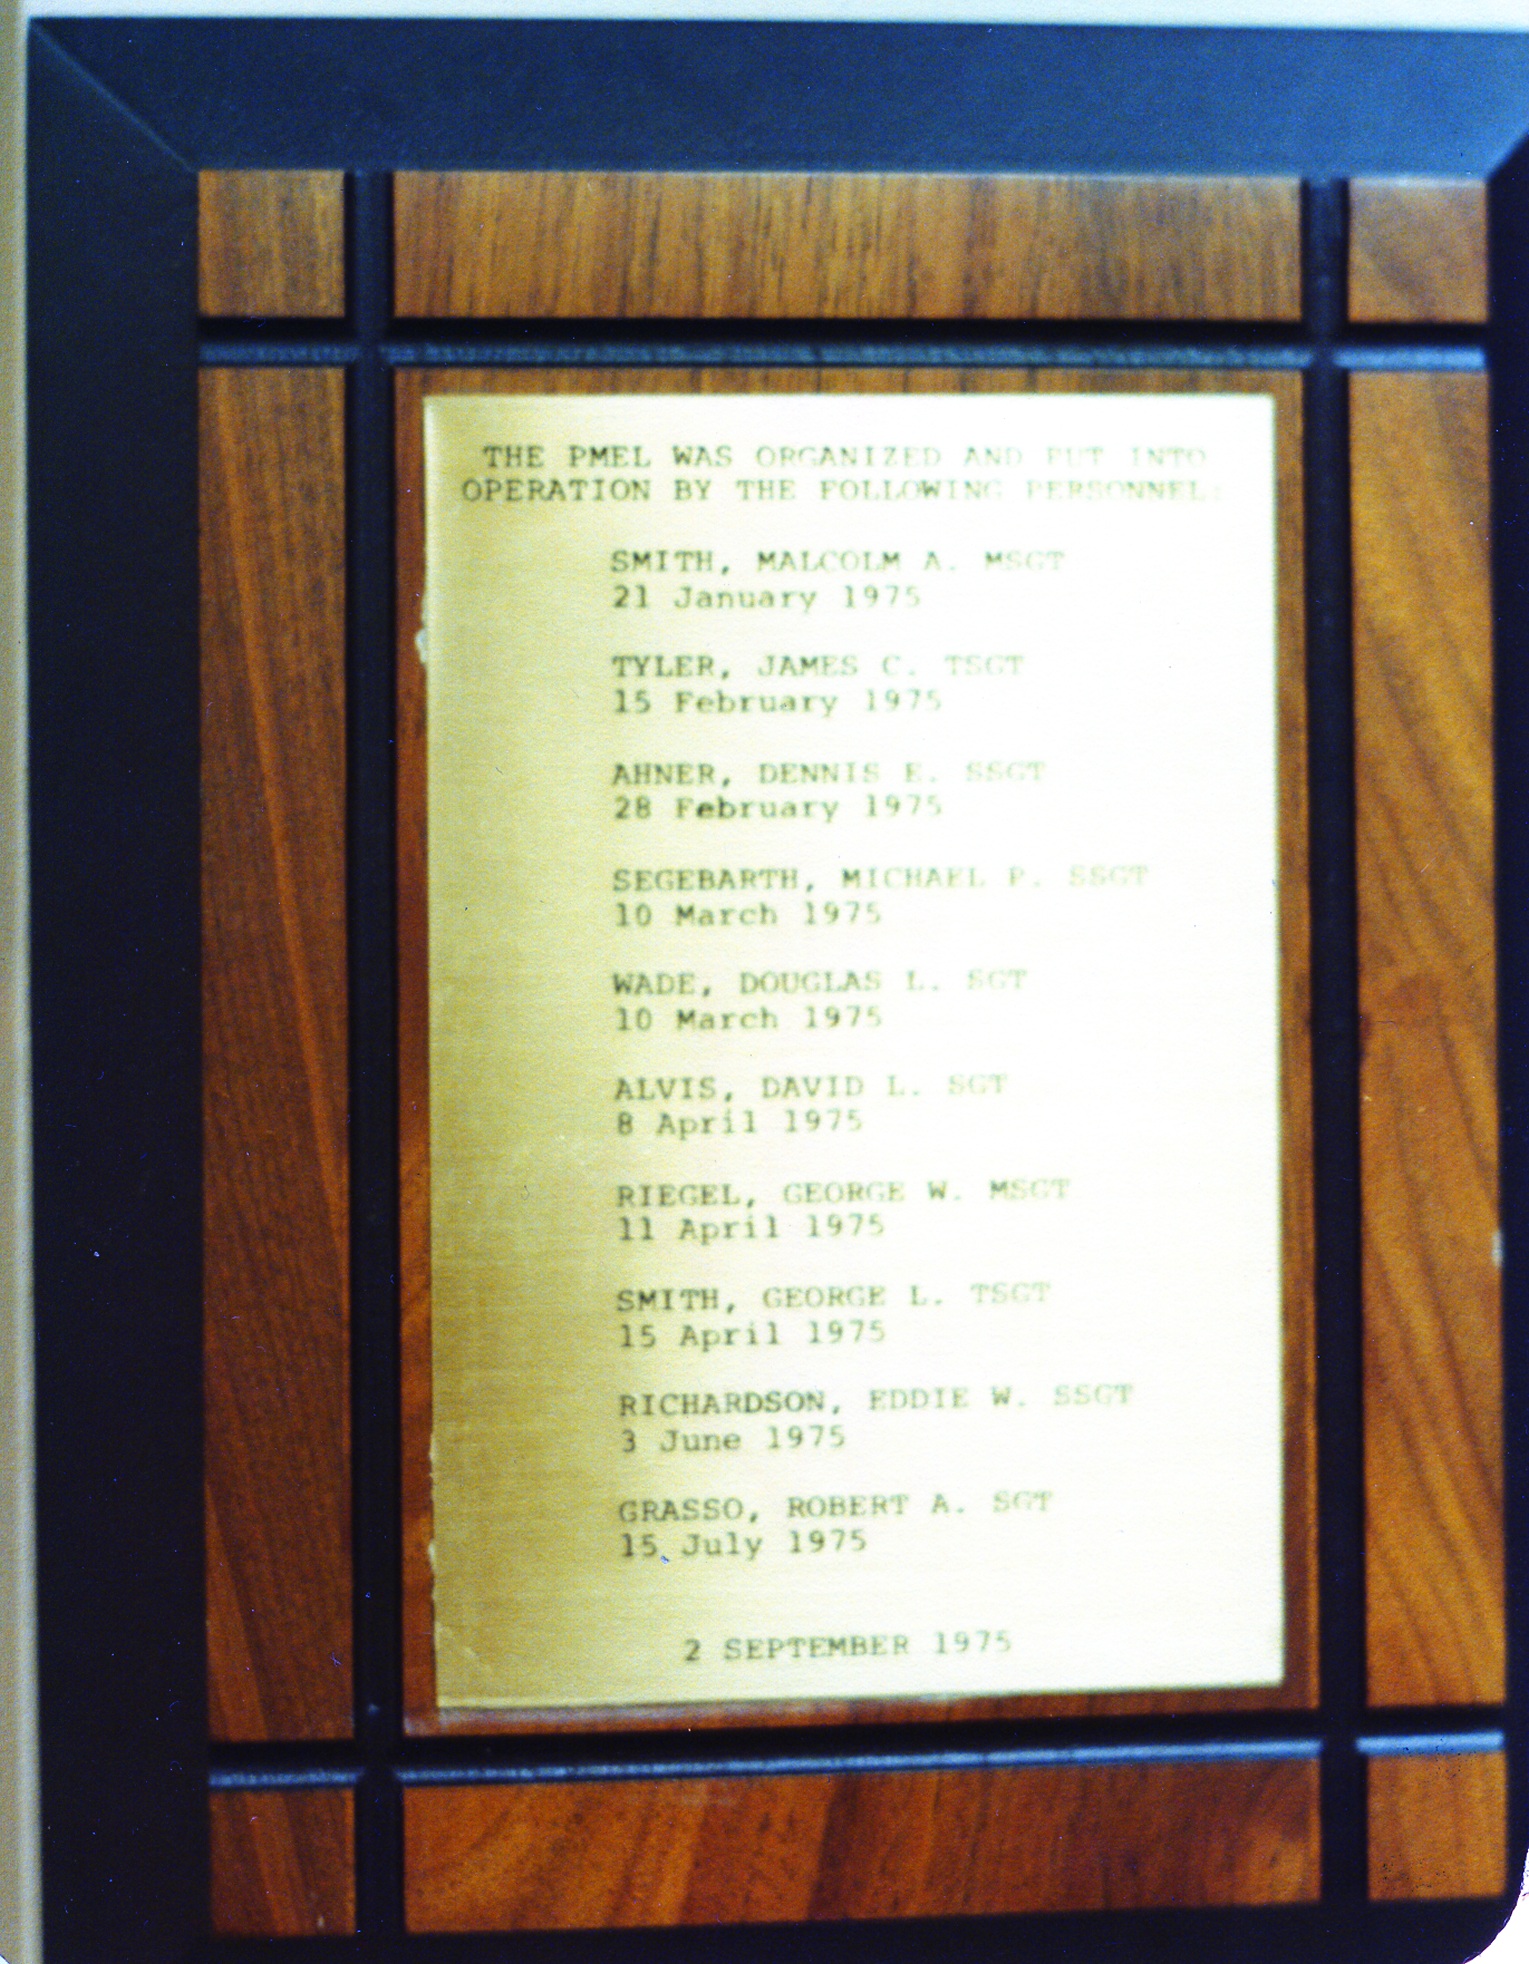 THE PMEL WAS ORGANIZED AND PUT INTO
OPERATION BY THE FOLLOWING PERSONNEL:
SMITH, MALCOLM A. MSGT
21 January 1975
TYLER, JAMES C. TSGT
15 February 1975
AHNER, DENNIS E. SSGT
28 February 1975
SEGEBARTH, MICHAEL P. SSGT
10 March 1975
WADE, DOUGLAS L. SGT
10 March 1975
ALVIS, DAVID L. SGT
8 April 1975
RIEGEL, GEORGE W. MSGT
11 April 1975
SMITH, GEORGE L. TSGT
15 April 1975
RICHARDSON, EDDIE W. SSGT
3 June 1975
GRASSO, ROBERT A. SGT
15 July 1975
2 SEPTEMBER 1975